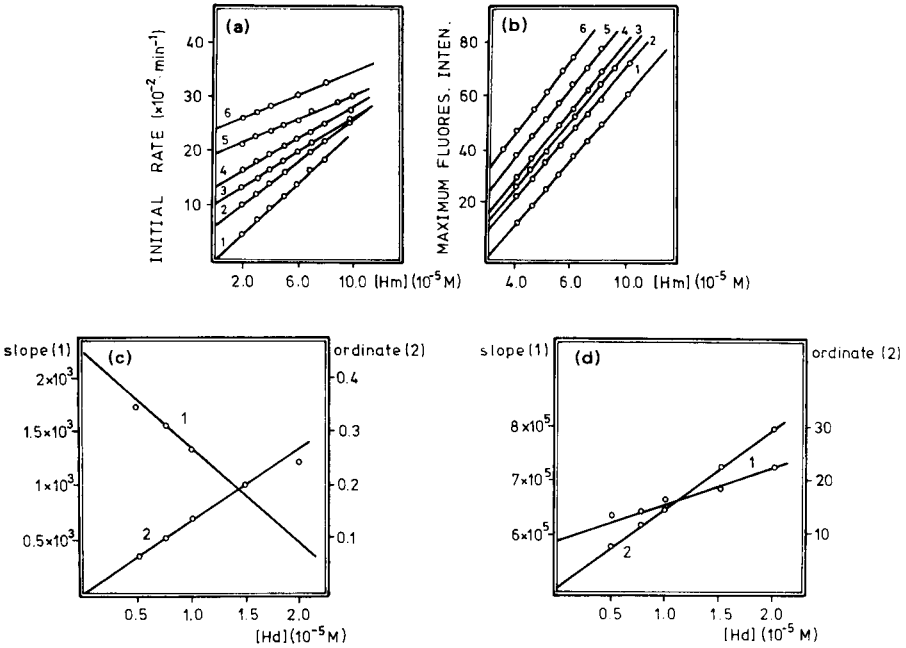 (a)
INITIAL RATE (×10⁻² min⁻¹)
40
30
20
10
6
5
4
3
2
1
2.0 6.0 10.0 [Hm] (10⁻⁵ M)
(b)
MAXIMUM FLUORES. INTEN.
80
60
40
20
6 5 4 3 2
1
4.0 6.0 10.0 [Hm] (10⁻⁵ M)
(c)
slope (1)
ordinate (2)
2×10³
1.5×10³
1×10³
0.5×10³
0.4
0.3
0.2
0.1
1
2
0.5 1.0 1.5 2.0
[Hd] (10⁻⁵ M)
(d)
slope (1)
ordinate (2)
8×10⁵
7×10⁵
6×10⁵
30
20
10
1
2
0.5 1.0 1.5 2.0
[Hd] (10⁻⁵ M)